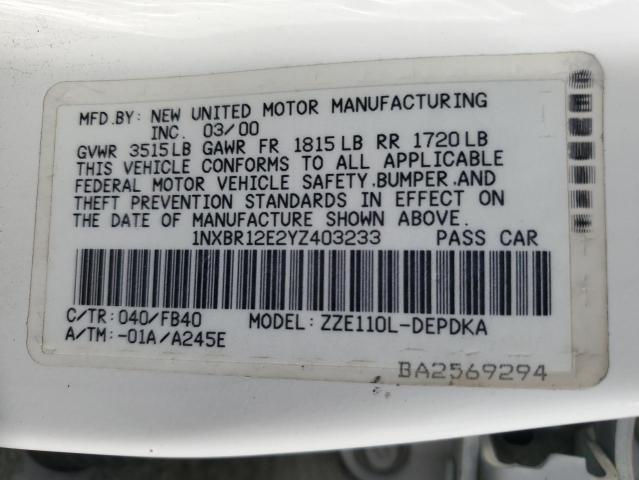 MFD.BY: NEW UNITED MOTOR MANUFACTURING
INC. 03/00
GVWR 3515LB GAWR FR 1815LB RR 1720LB
THIS VEHICLE CONFORMS TO ALL APPLICABLE
FEDERAL MOTOR VEHICLE SAFETY,BUMPER,AND
THEFT PREVENTION STANDARDS IN EFFECT ON
THE DATE OF MANUFACTURE SHOWN ABOVE.
1NXBR12E2YZ403233 PASS CAR
C/TR: 040/FB40 MODEL: ZZE110L-DEPDKA
A/TM: -01A/A245E
BA2569294